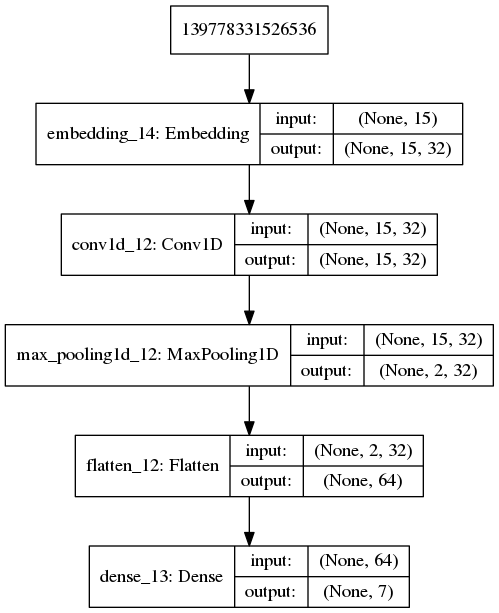 139778331526536
embedding_14: Embedding
input:
(None, 15)
output:
(None, 15, 32)
conv1d_12: Conv1D
input:
(None, 15, 32)
output:
(None, 15, 32)
max_pooling1d_12: MaxPooling1D
input:
(None, 15, 32)
output:
(None, 2, 32)
flatten_12: Flatten
input:
(None, 2, 32)
output:
(None, 64)
dense_13: Dense
input:
(None, 64)
output:
(None, 7)